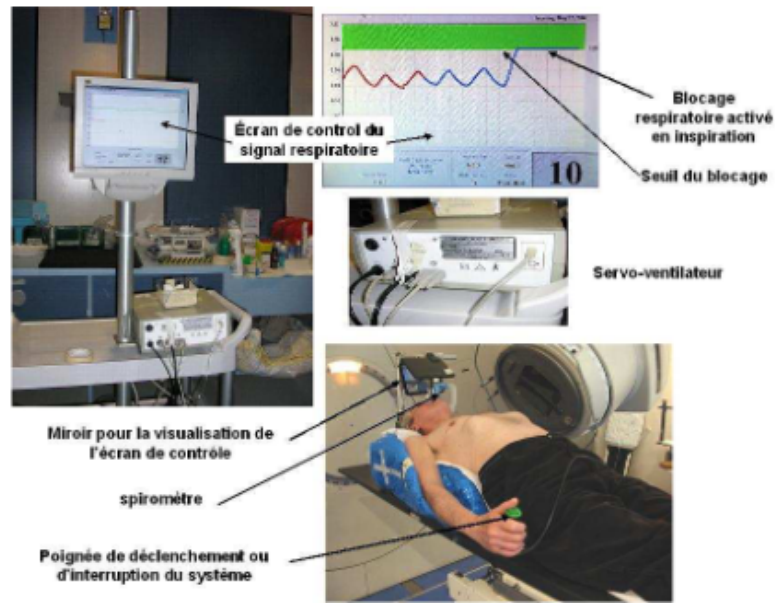 Écran de control du
signal respiratoire
Blocage
respiratoire activé
en inspiration
Seuil du blocage
10
Servo-ventilateur
Miroir pour la visualisation de
l'écran de contrôle
spiromètre
Poignée de déclenchement ou
d'interruption du système